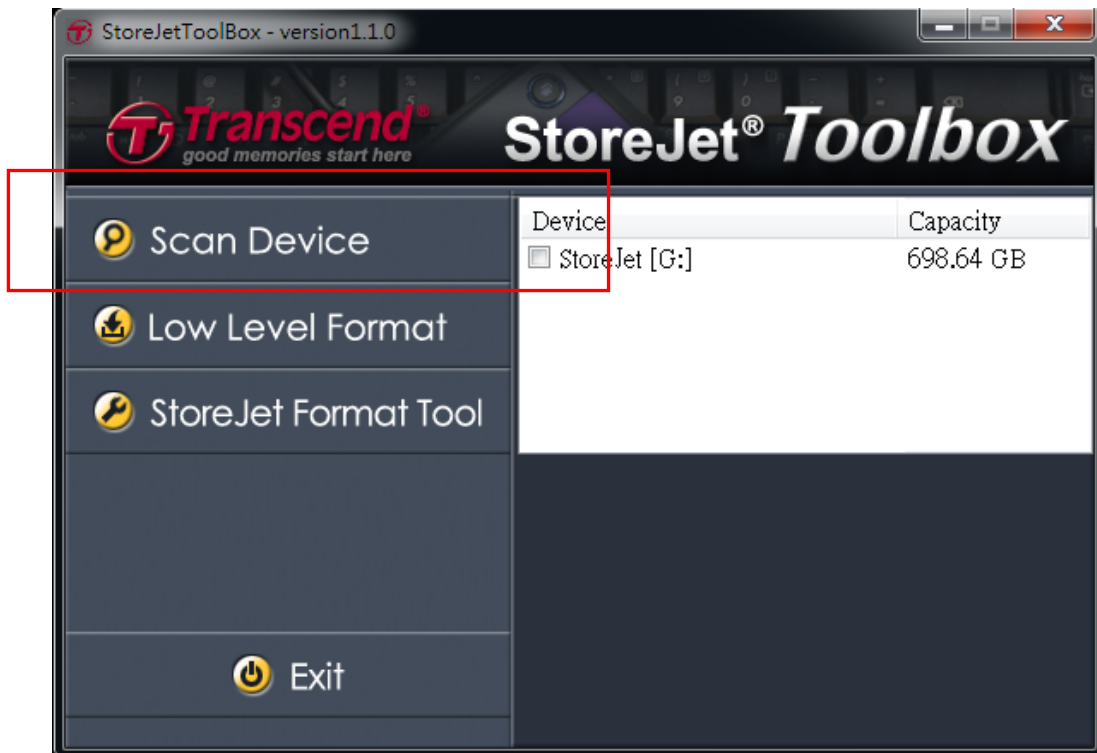 StoreJetToolBox - version1.1.0
Transcend®
good memories start here
StoreJet® Toolbox
Scan Device
Low Level Format
StoreJet Format Tool
Exit
Device Capacity
StoreJet [G:] 698.64 GB